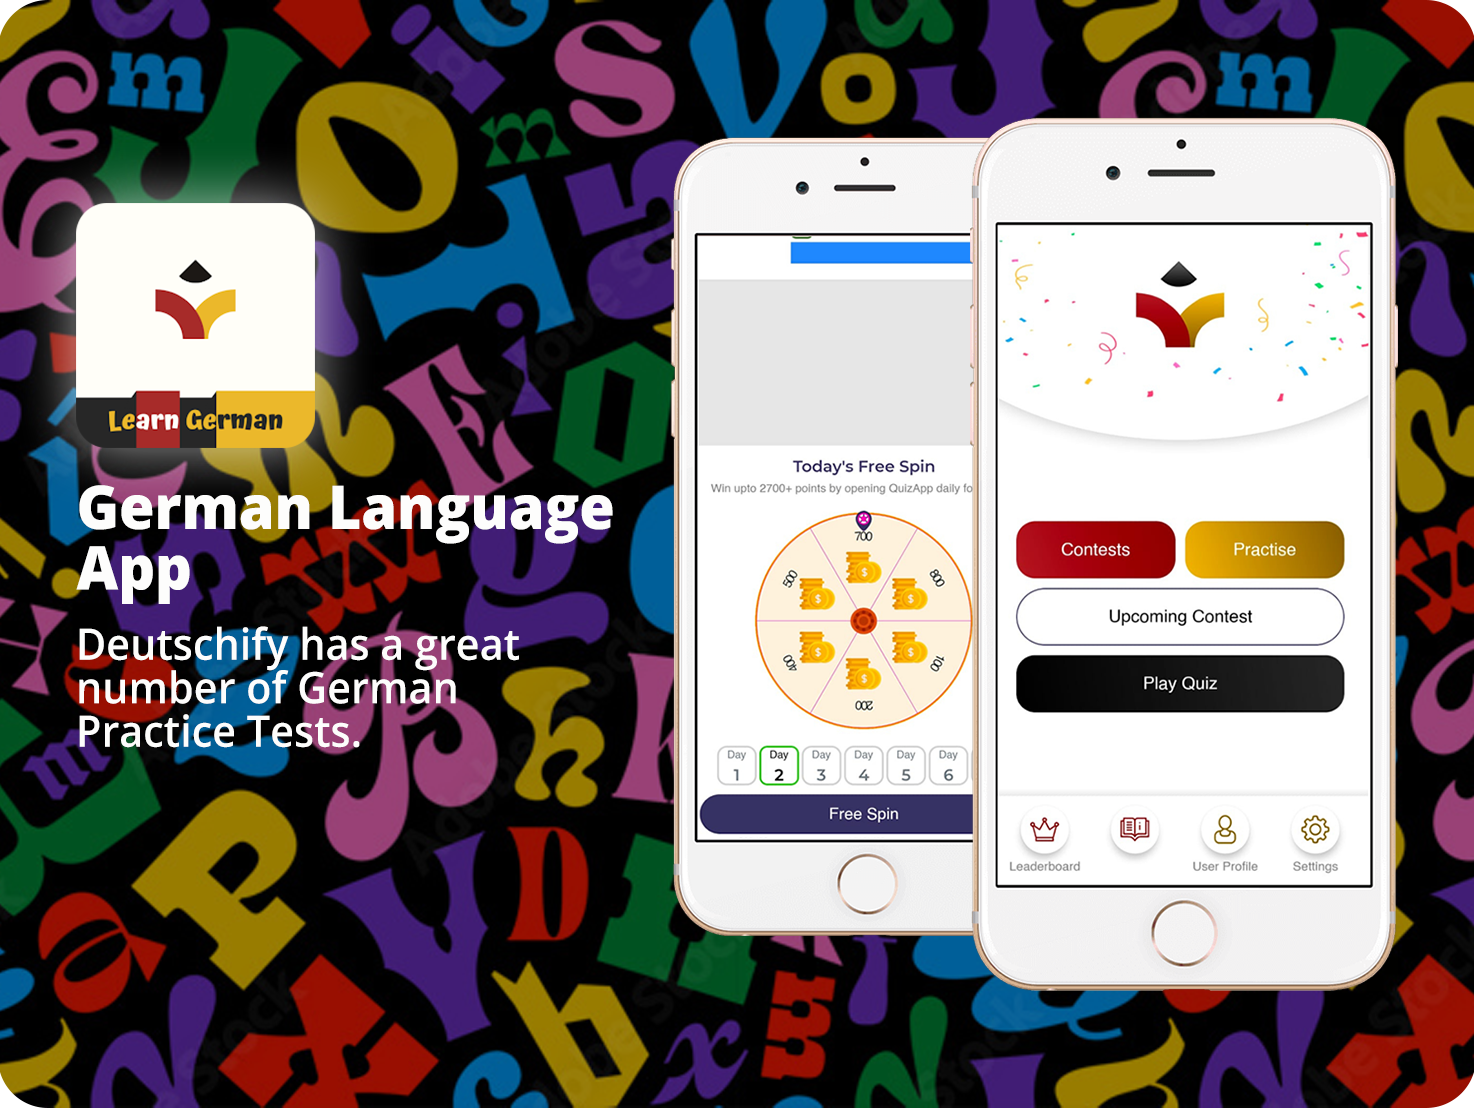 Learn German
German Language
App
Deutschify has a great
number of German
Practice Tests.
Today's Free Spin
Win upto 2700+ points by opening QuizApp daily fo
700
800
100
200
400
500
Day
1
Day
2
Day
3
Day
4
Day
5
Day
6
Free Spin
Contests
Practise
Upcoming Contest
Play Quiz
Leaderboard
User Profile
Settings